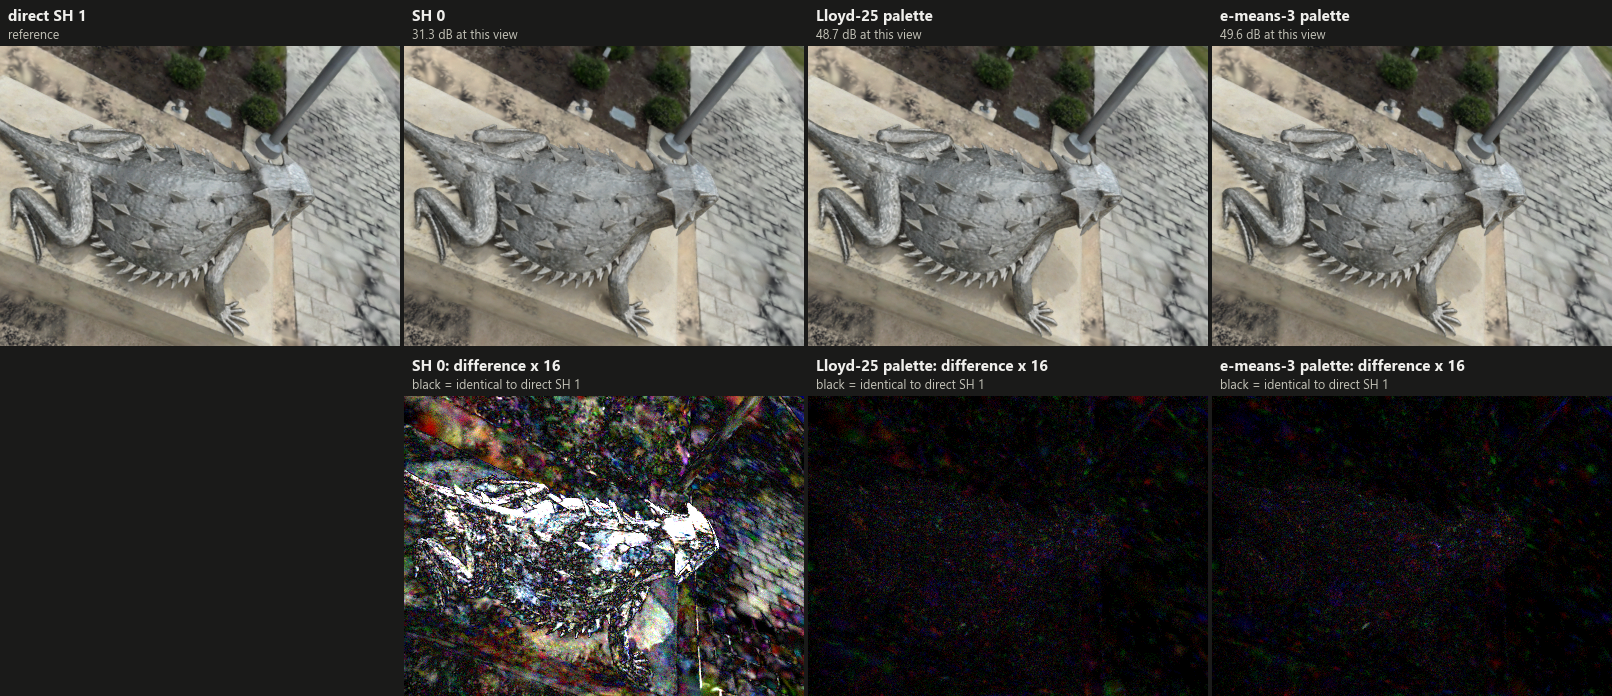 direct SH 1
reference
SH 0
31.3 dB at this view
Lloyd-25 palette
48.7 dB at this view
e-means-3 palette
49.6 dB at this view
SH 0: difference x 16
black = identical to direct SH 1
Lloyd-25 palette: difference x 16
black = identical to direct SH 1
e-means-3 palette: difference x 16
black = identical to direct SH 1